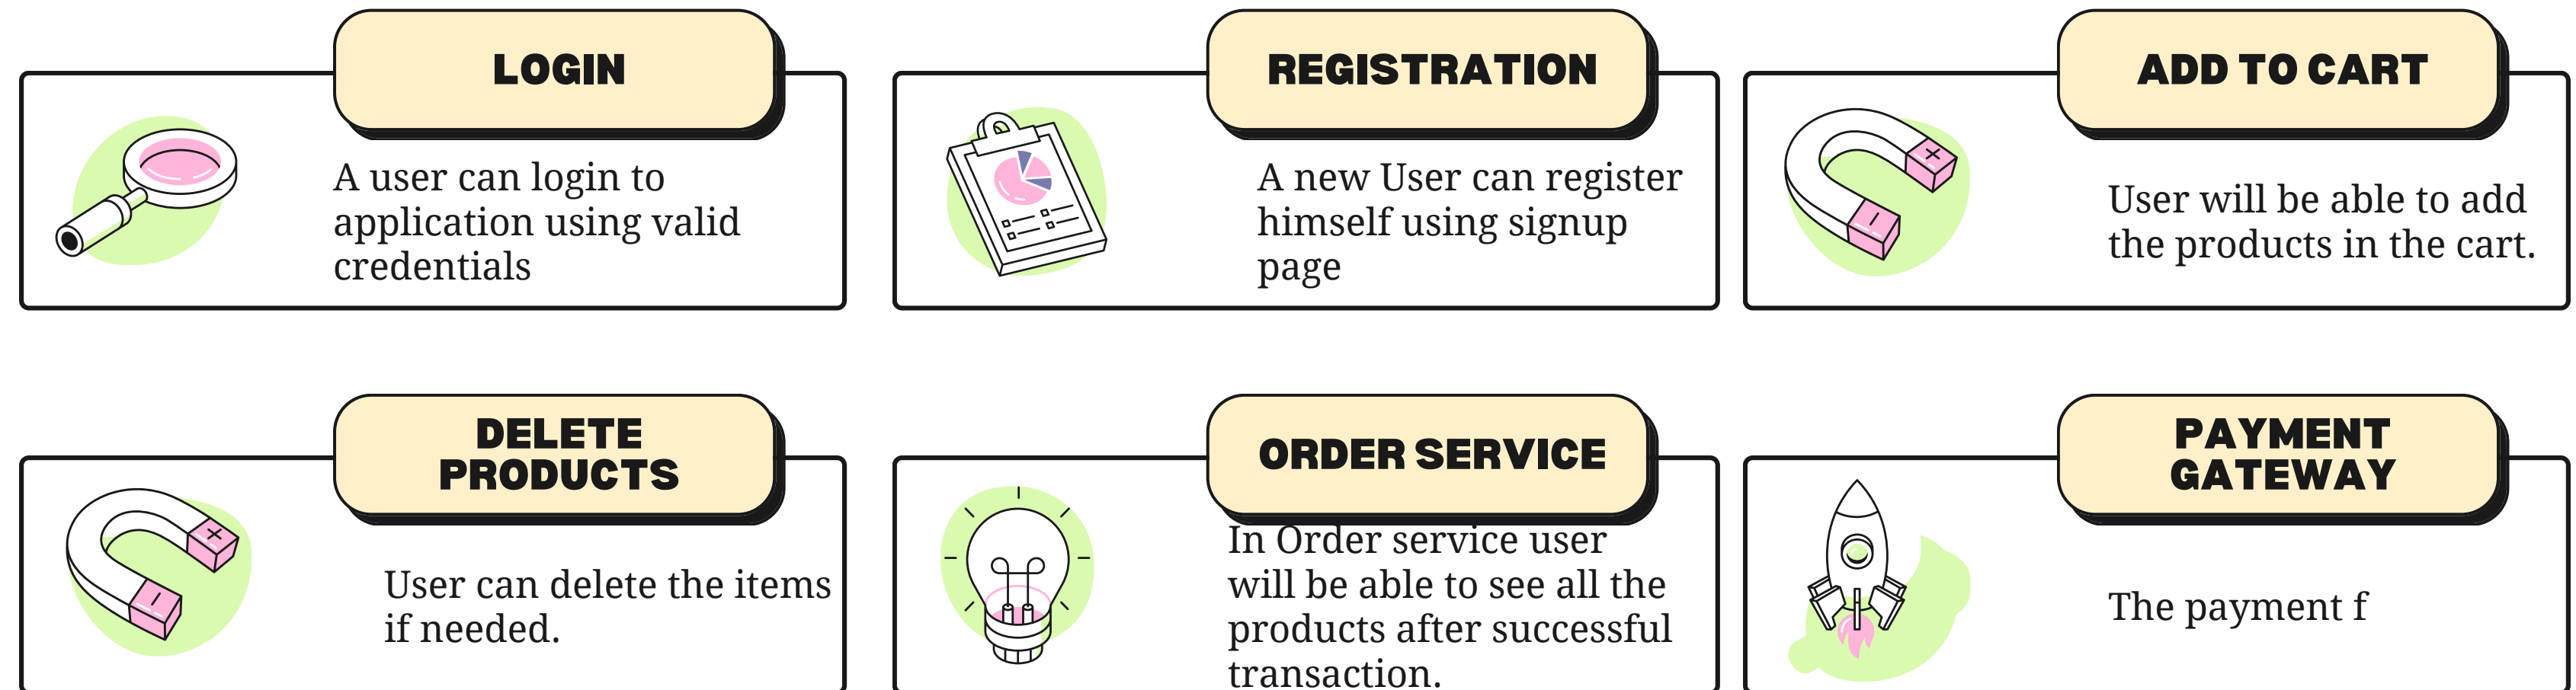 LOGIN
A user can login to
application using valid
credentials
REGISTRATION
A new User can register
himself using signup
page
ADD TO CART
User will be able to add
the products in the cart.
DELETE
PRODUCTS
User can delete the items
if needed.
ORDER SERVICE
In Order service user
will be able to see all the
products after successful
transaction.
PAYMENT
GATEWAY
The payment f